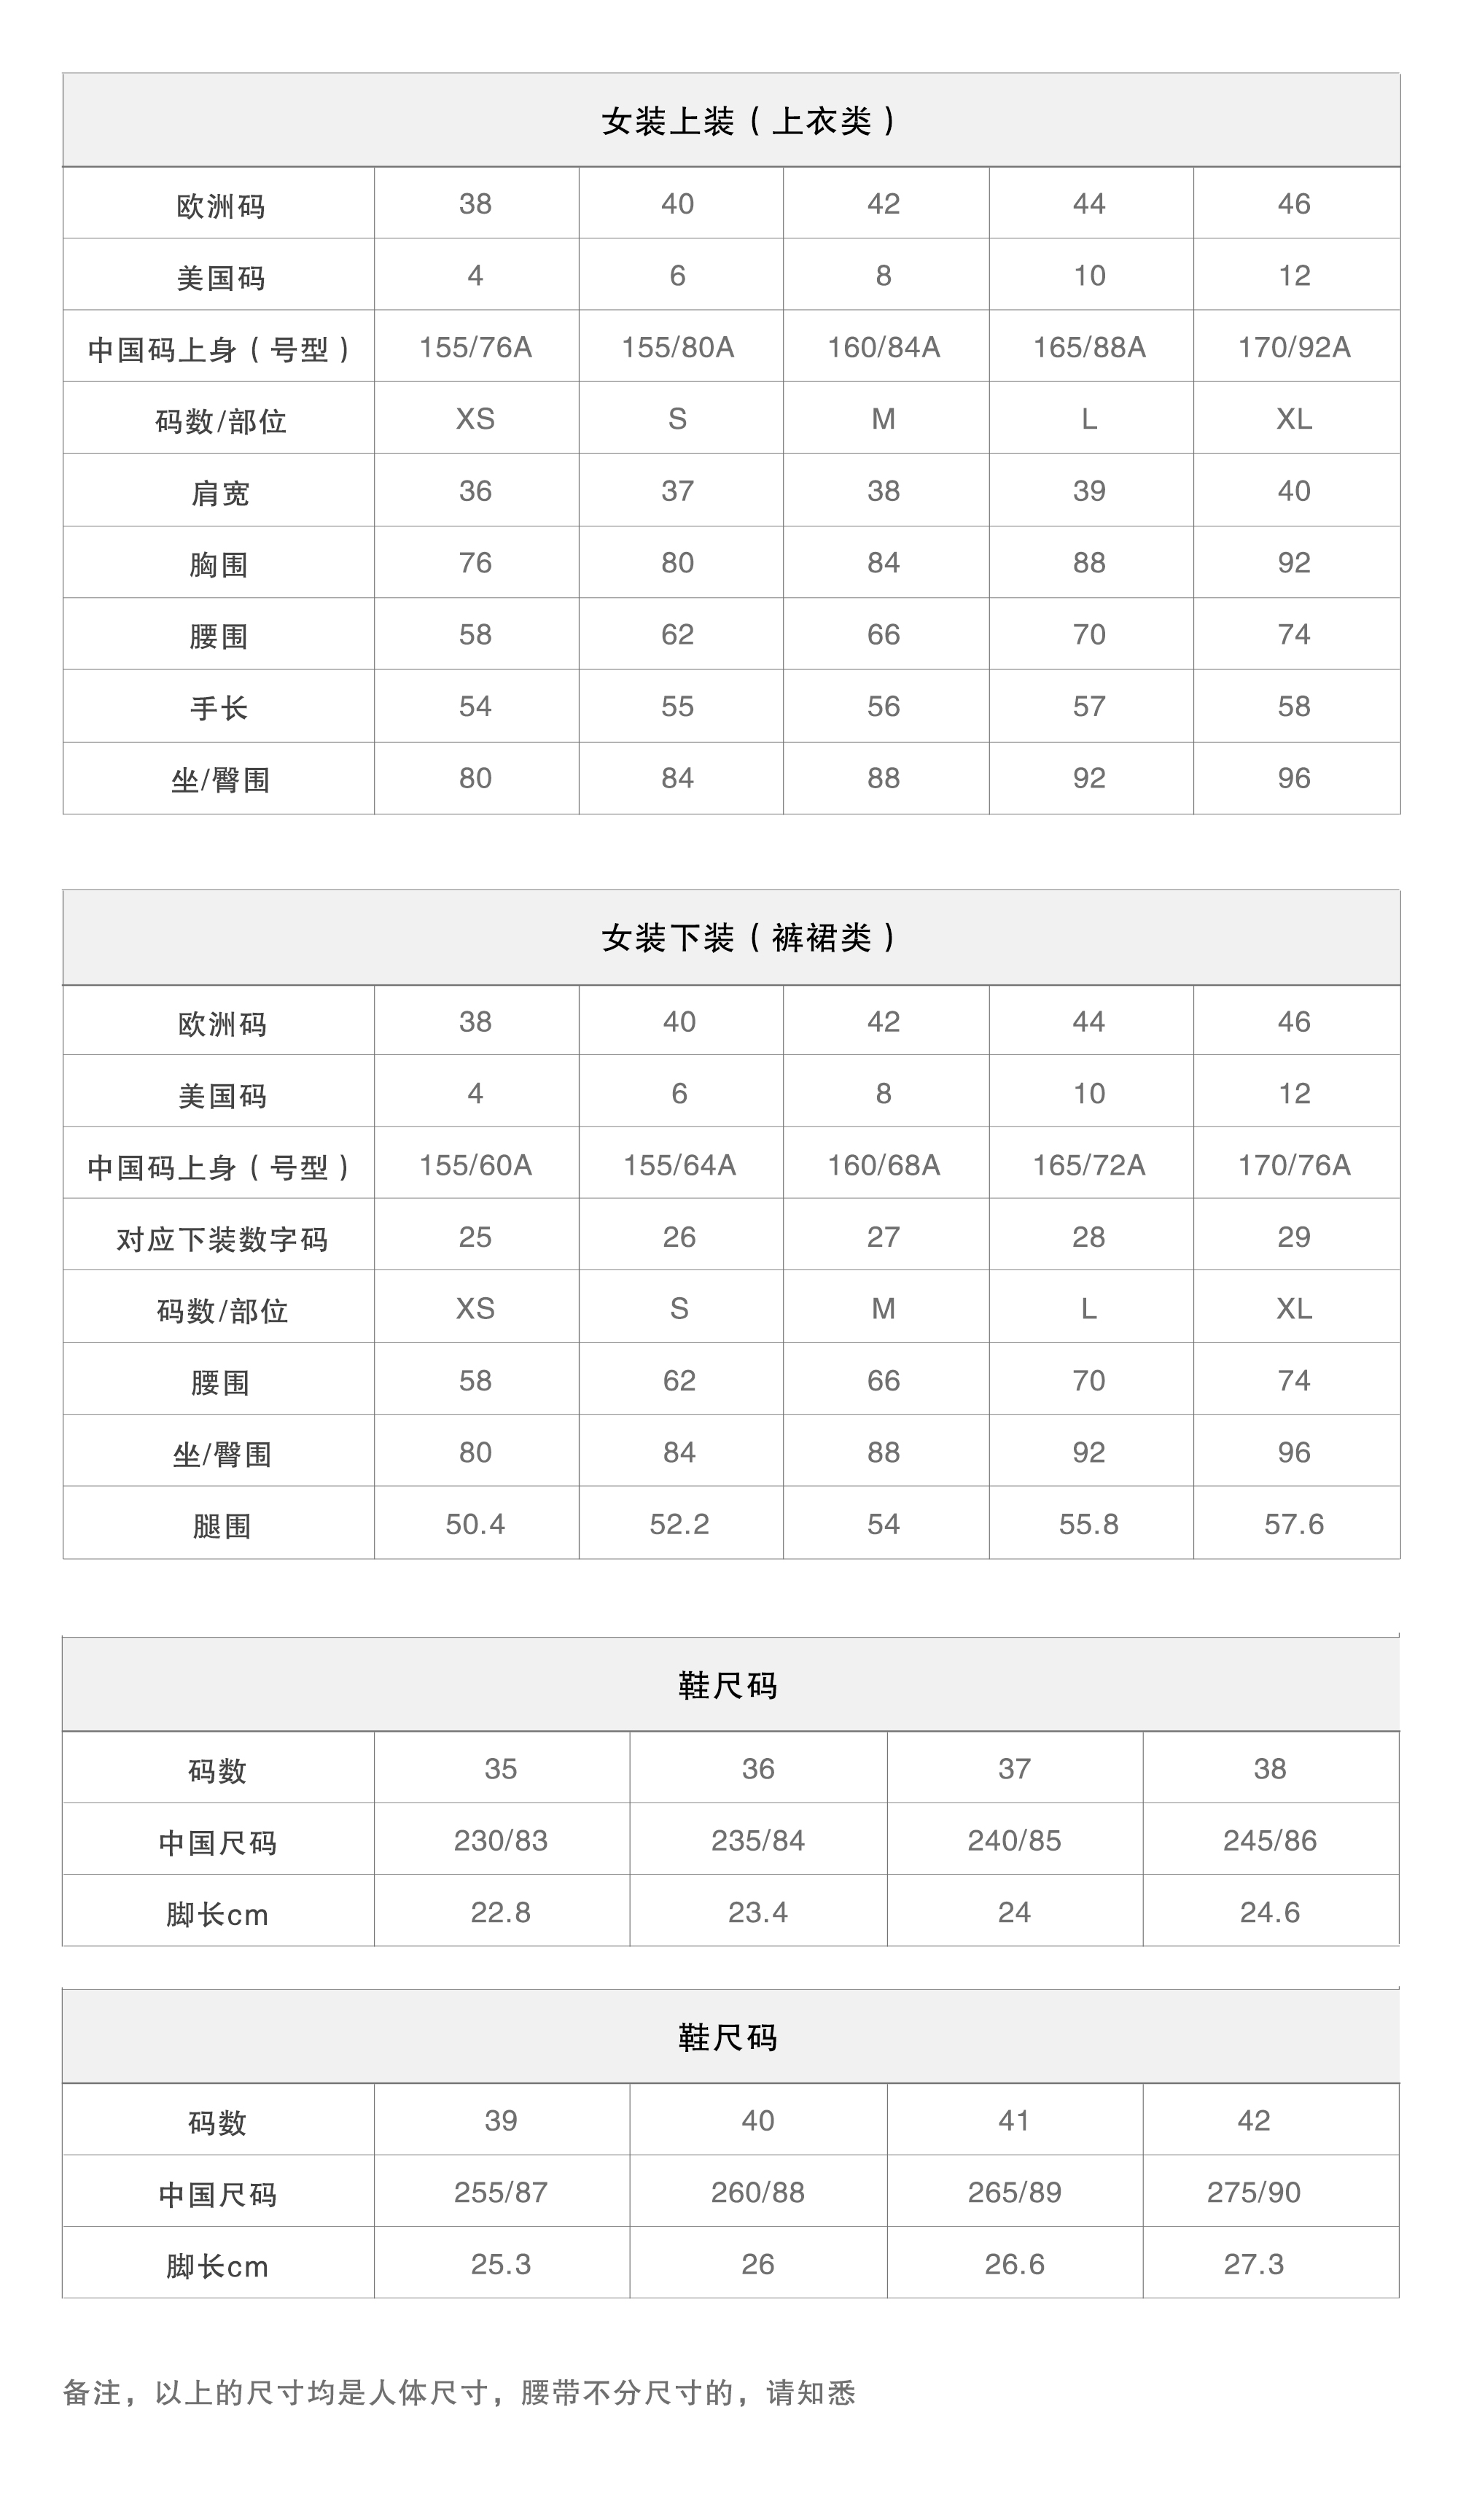 女装上装（上衣类）
欧洲码 38 40 42 44 46
美国码 4 6 8 10 12
中国码上身（号型） 155/76A 155/80A 160/84A 165/88A 170/92A
码数/部位 XS S M L XL
肩宽 36 37 38 39 40
胸围 76 80 84 88 92
腰围 58 62 66 70 74
手长 54 55 56 57 58
坐/臀围 80 84 88 92 96
女装下装（裤裙类）
欧洲码 38 40 42 44 46
美国码 4 6 8 10 12
中国码上身（号型） 155/60A 155/64A 160/68A 165/72A 170/76A
对应下装数字码 25 26 27 28 29
码数/部位 XS S M L XL
腰围 58 62 66 70 74
坐/臀围 80 84 88 92 96
腿围 50.4 52.2 54 55.8 57.6
鞋尺码
码数 35 36 37 38
中国尺码 230/83 235/84 240/85 245/86
脚长cm 22.8 23.4 24 24.6
鞋尺码
码数 39 40 41 42
中国尺码 255/87 260/88 265/89 275/90
脚长cm 25.3 26 26.6 27.3
备注，以上的尺寸均是人体尺寸，腰带不分尺寸的，请知悉